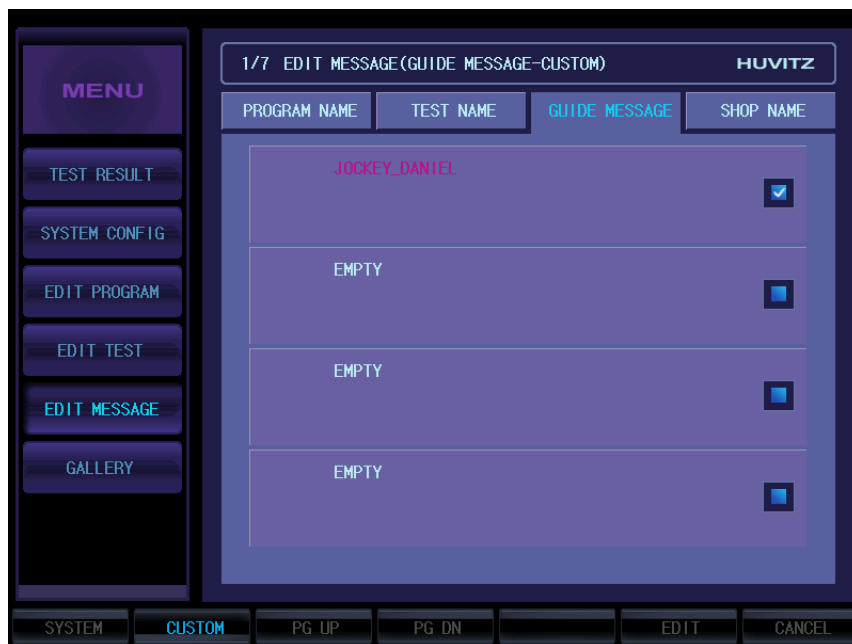 MENU
TEST RESULT
SYSTEM CONFIG
EDIT PROGRAM
EDIT TEST
EDIT MESSAGE
GALLERY
1/7 EDIT MESSAGE(GUIDE MESSAGE-CUSTOM) HUVITZ
PROGRAM NAME TEST NAME GUIDE MESSAGE SHOP NAME
JOCKEY_DANIEL
EMPTY
EMPTY
EMPTY
SYSTEM CUSTOM PG UP PG DN EDIT CANCEL